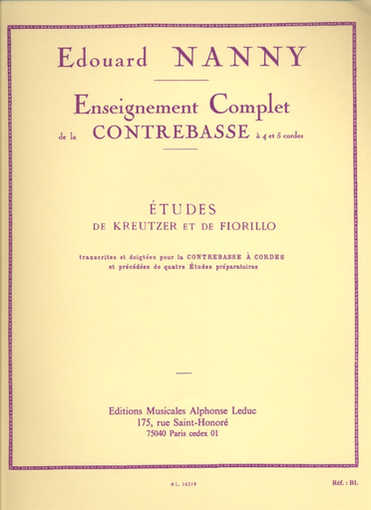 Edouard NANNY
Enseignement Complet
de la CONTREBASSE à 4 et 5 cordes
ÉTUDES
DE KREUTZER ET DE FIORILLO
transcrites et doigtées pour la CONTREBASSE À CORDES
et précédées de quatre Études préparatoires
Editions Musicales Alphonse Leduc
175, rue Saint-Honoré
75040 Paris cedex 01
A.L. 16219
Réf. : BL